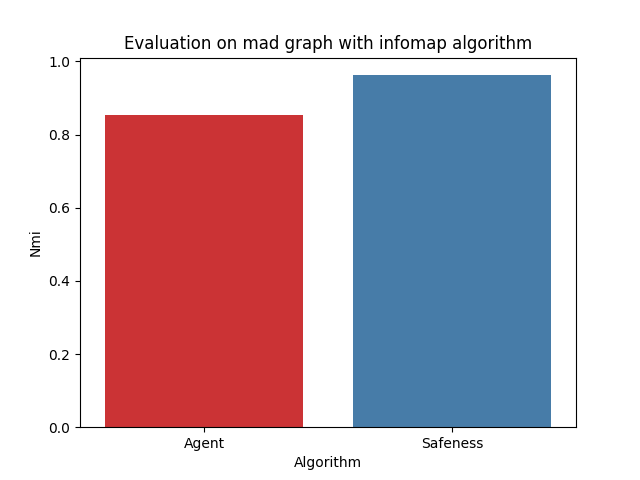 Evaluation on mad graph with infomap algorithm
1.0
0.8
0.6
0.4
0.2
0.0
Nmi
Agent
Safeness
Algorithm